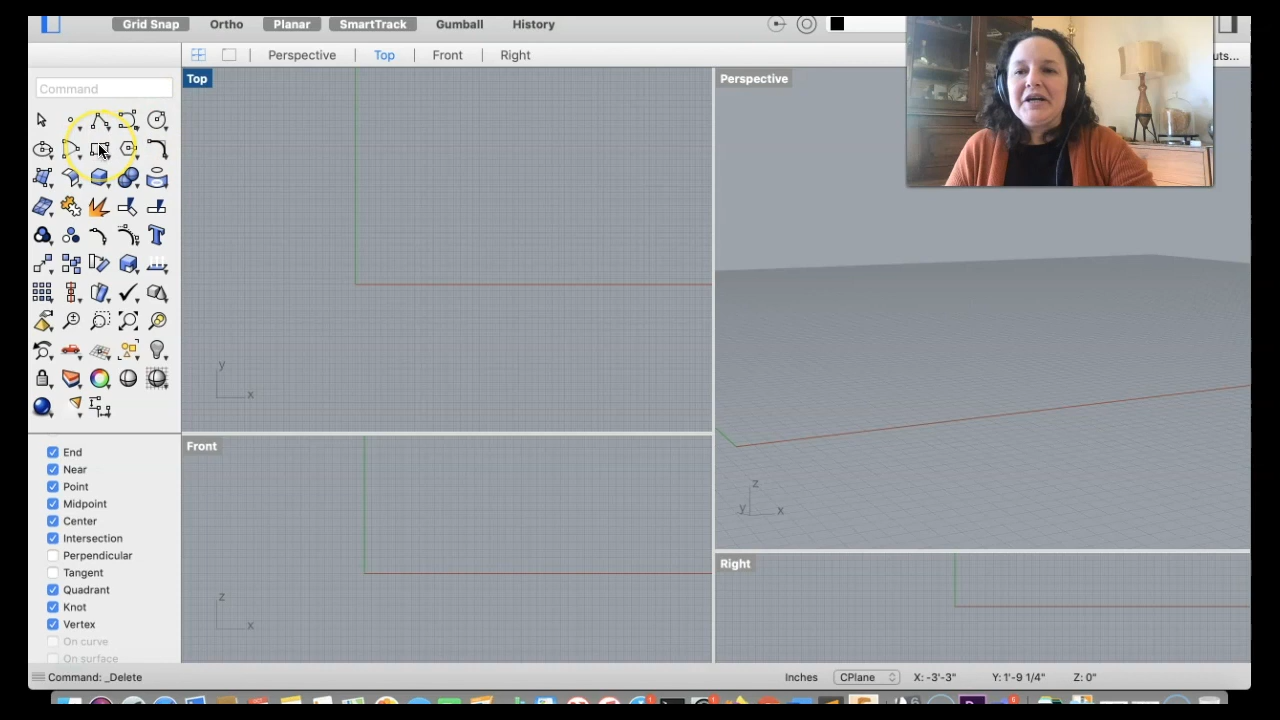 Grid Snap Ortho Planar SmartTrack Gumball History
Perspective Top Front Right
Command
Top
y
x
Perspective
z
y x
Front
z
x
Right
End
Near
Point
Midpoint
Center
Intersection
Perpendicular
Tangent
Quadrant
Knot
Vertex
On curve
On surface
Command: _Delete
Inches CPlane X: -3'-3" Y: 1'-9 1/4" Z: 0"